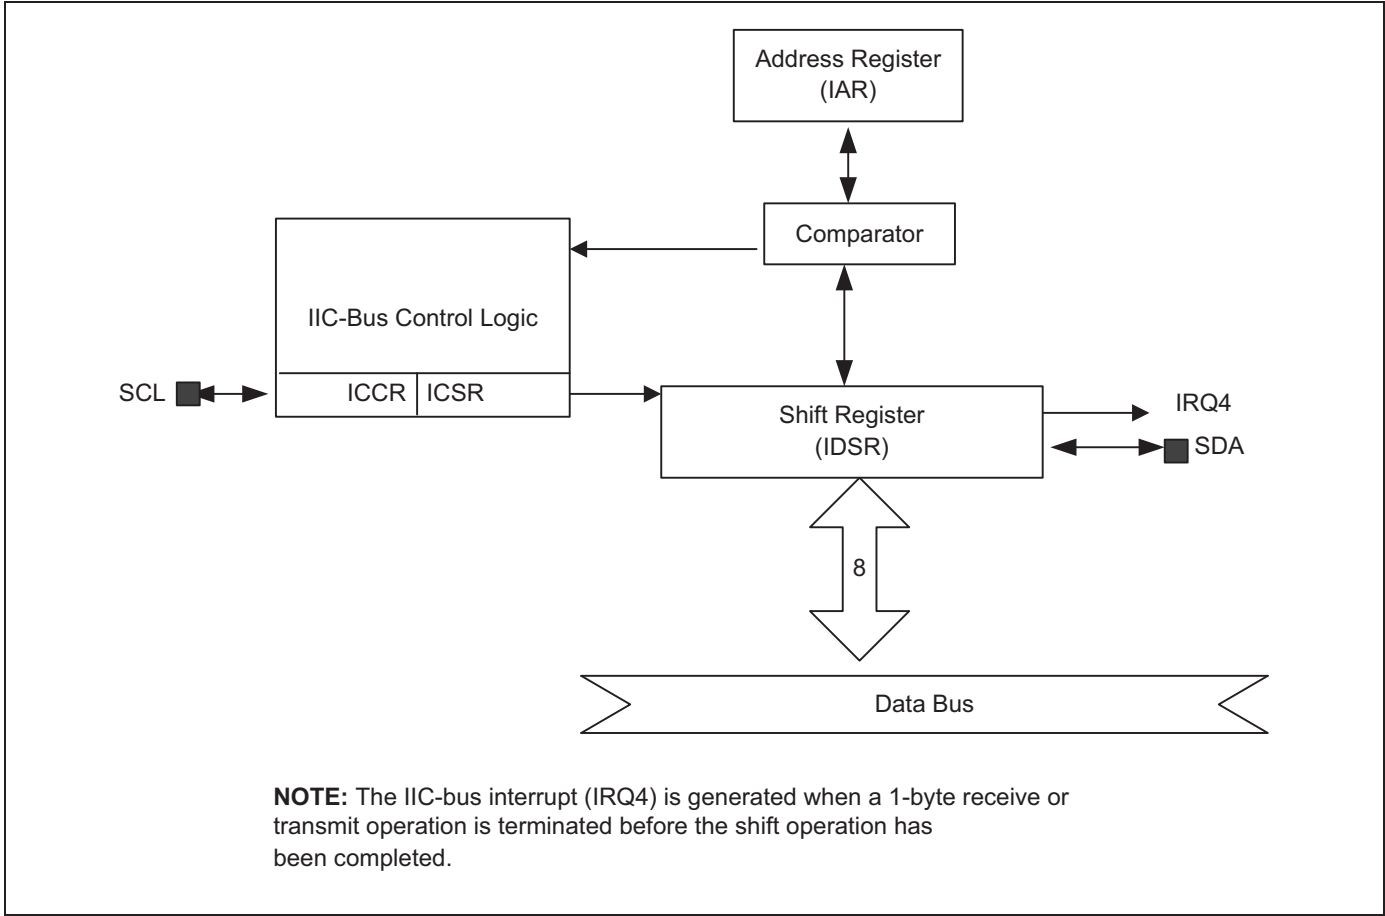 Address Register
(IAR)
Comparator
IIC-Bus Control Logic
SCL
ICCR
ICSR
Shift Register
(IDSR)
IRQ4
SDA
8
Data Bus
NOTE: The IIC-bus interrupt (IRQ4) is generated when a 1-byte receive or
transmit operation is terminated before the shift operation has
been completed.